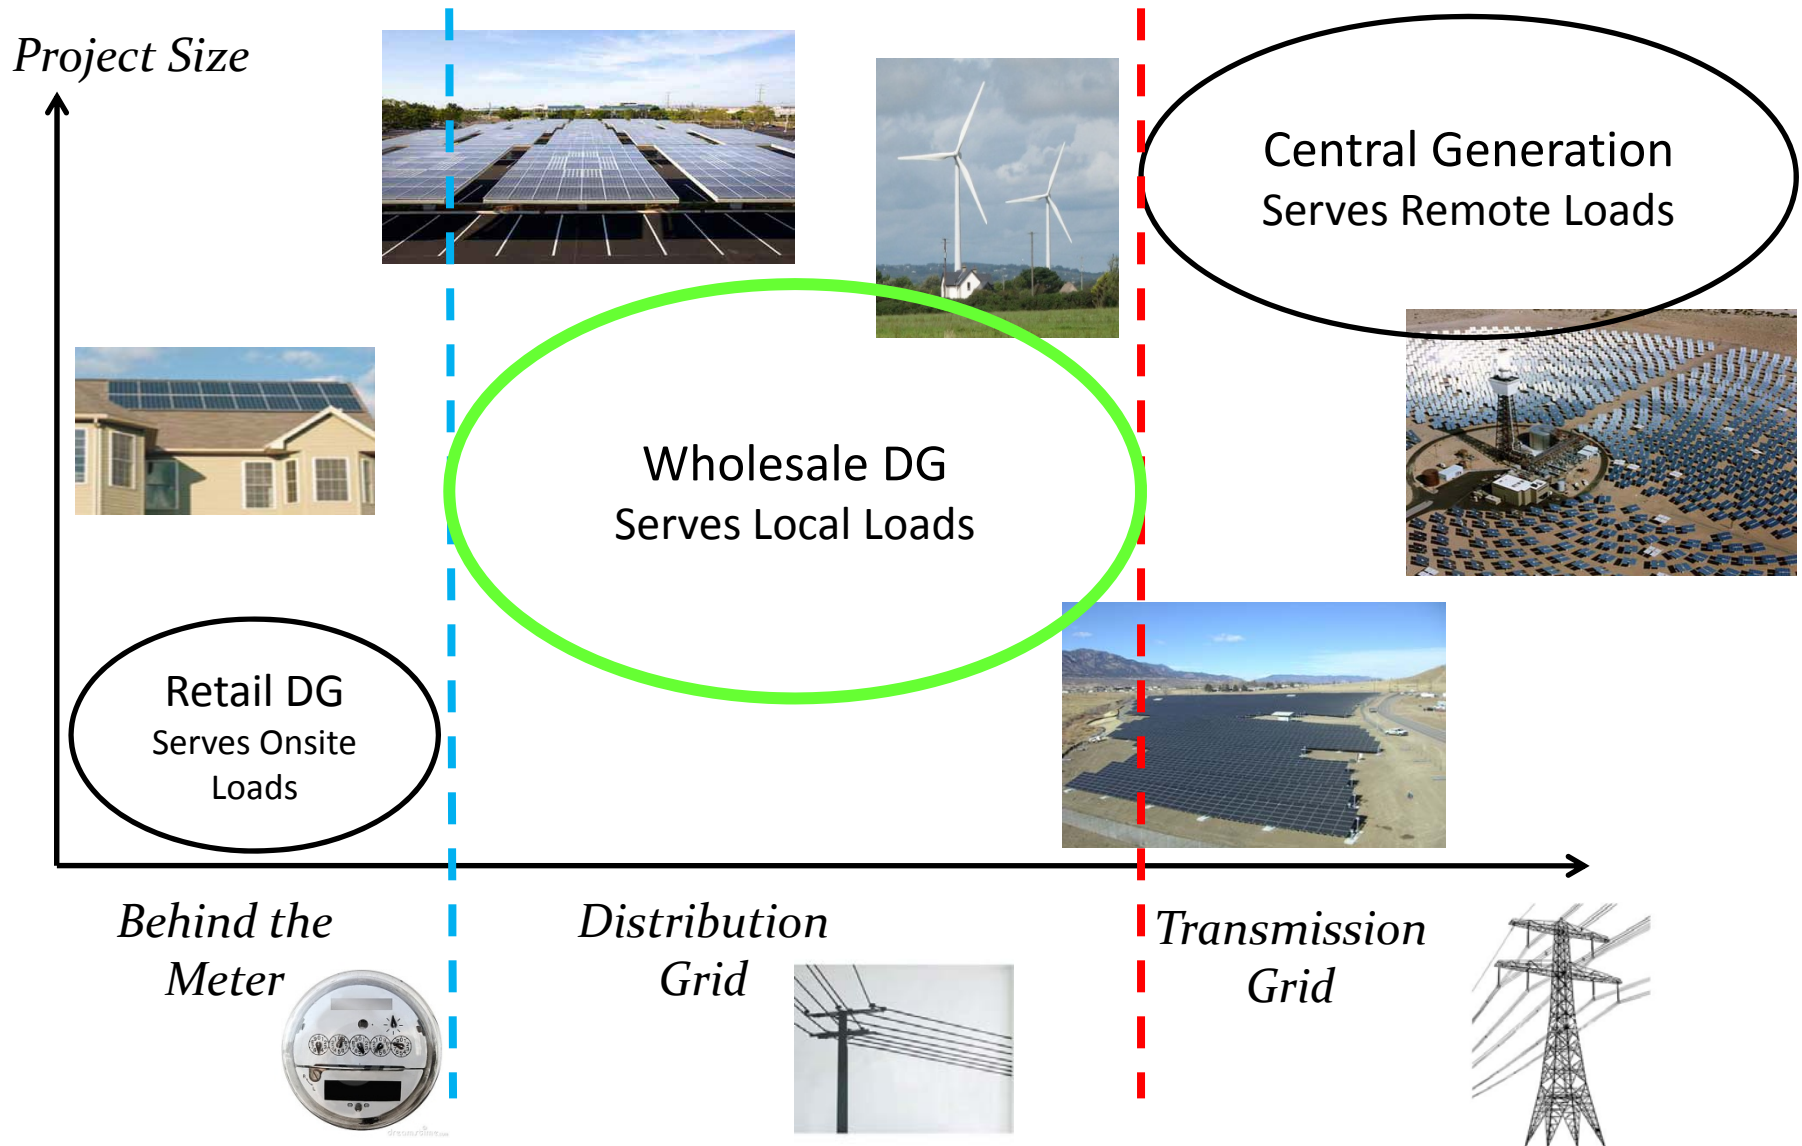 Project Size
Central Generation
Serves Remote Loads
Wholesale DG
Serves Local Loads
Retail DG
Serves Onsite
Loads
Behind the
Meter
Distribution
Grid
Transmission
Grid